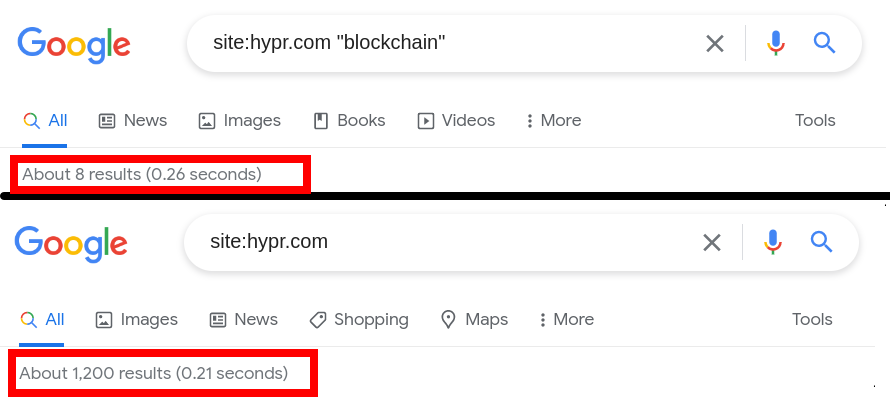 Google site:hypr.com "blockchain"
All News Images Books Videos More Tools
About 8 results (0.26 seconds)
Google site:hypr.com
All Images News Shopping Maps More Tools
About 1,200 results (0.21 seconds)